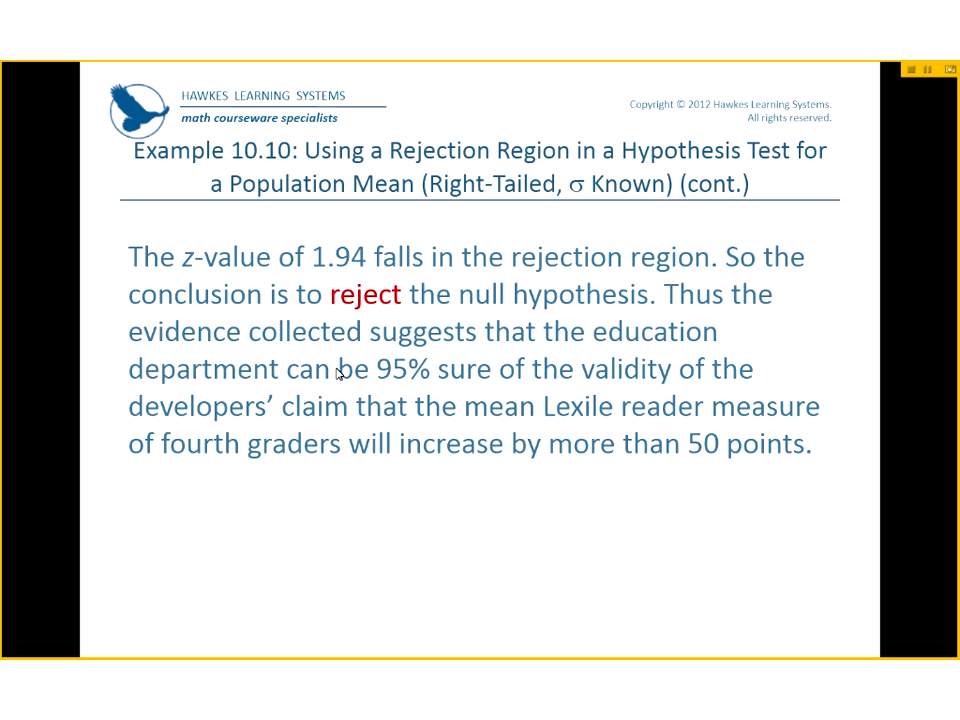 HAWKES LEARNING SYSTEMS
math courseware specialists
Copyright © 2012 Hawkes Learning Systems.
All rights reserved.
Example 10.10: Using a Rejection Region in a Hypothesis Test for
a Population Mean (Right-Tailed, σ Known) (cont.)
The z-value of 1.94 falls in the rejection region. So the
conclusion is to reject the null hypothesis. Thus the
evidence collected suggests that the education
department can be 95% sure of the validity of the
developers’ claim that the mean Lexile reader measure
of fourth graders will increase by more than 50 points.